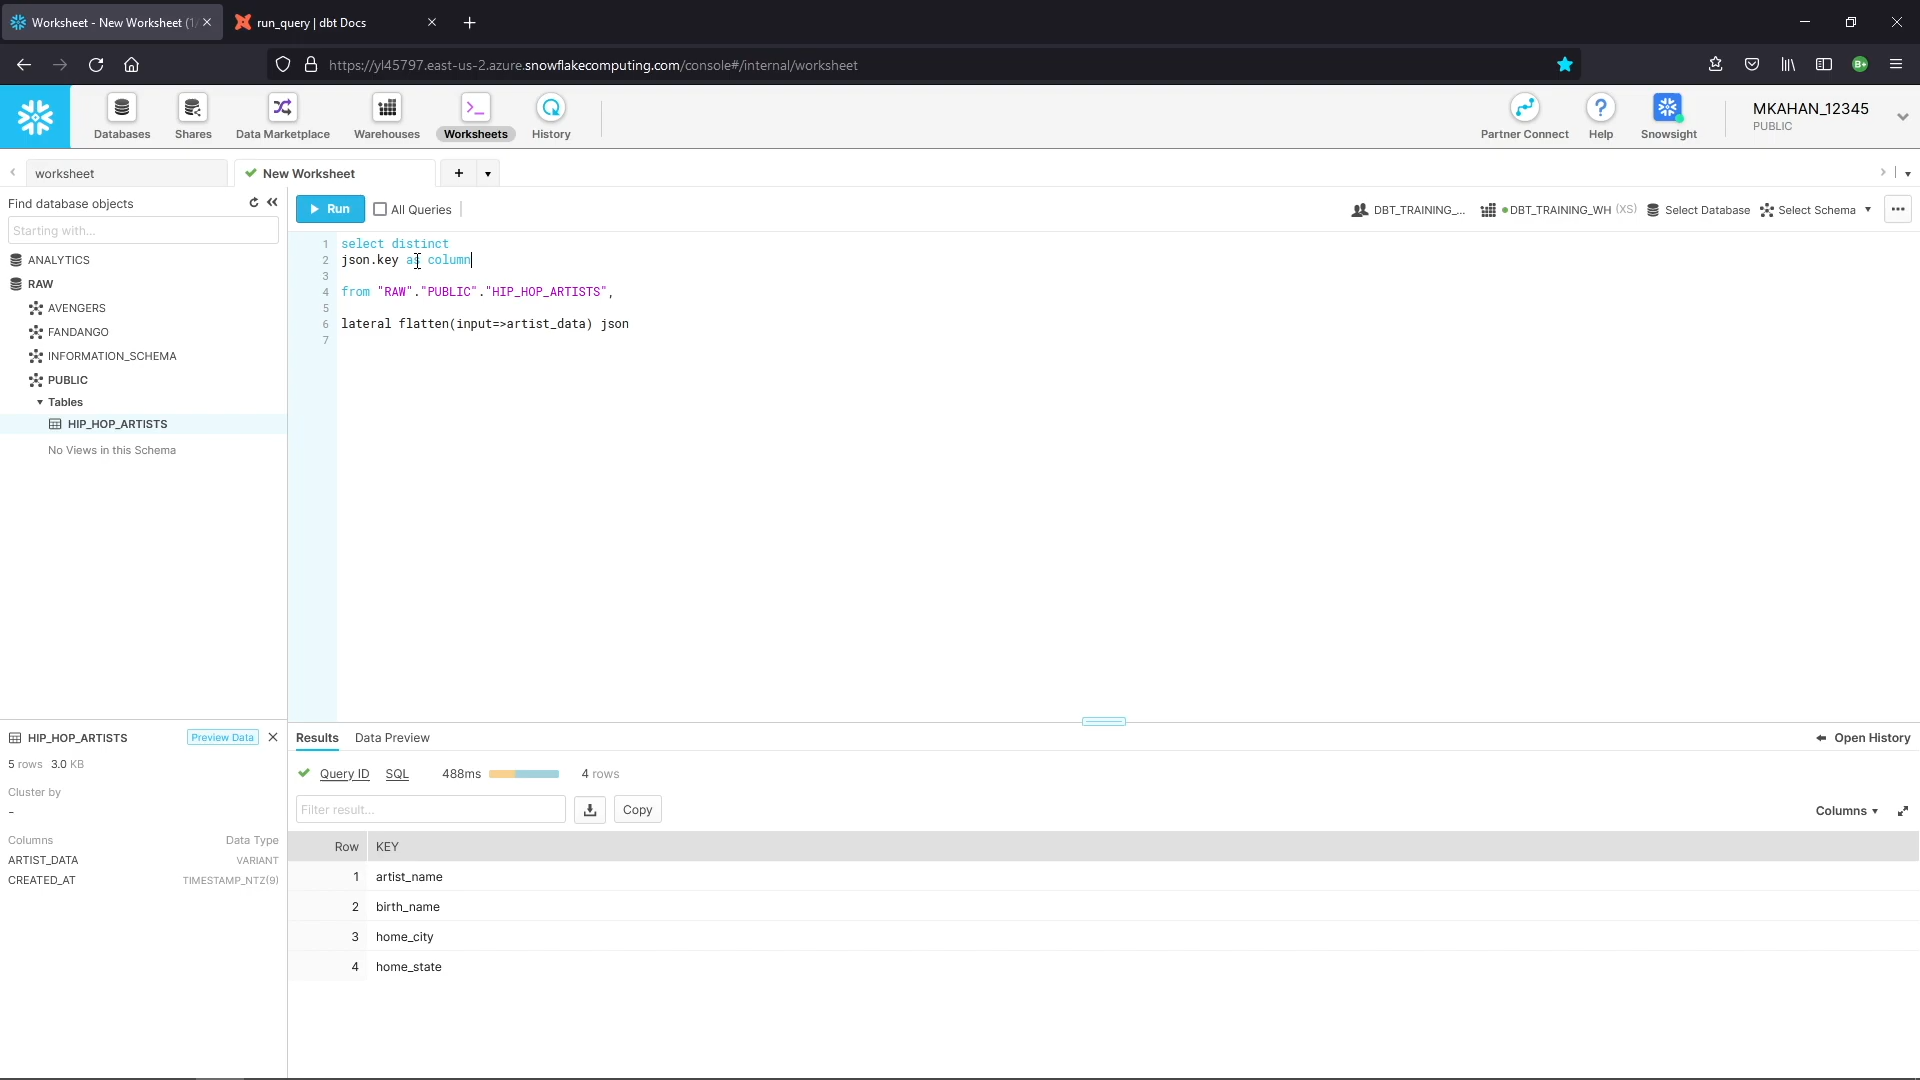 Worksheet - New Worksheet (1/
run_query | dbt Docs
https://yl45797.east-us-2.azure.snowflakecomputing.com/console#/internal/worksheet
B+
Databases
Shares
Data Marketplace
Warehouses
Worksheets
History
Partner Connect
Help
Snowsight
MKAHAN_12345
PUBLIC
worksheet
New Worksheet
Find database objects
Starting with...
ANALYTICS
RAW
AVENGERS
FANDANGO
INFORMATION_SCHEMA
PUBLIC
Tables
HIP_HOP_ARTISTS
No Views in this Schema
Run
All Queries
DBT_TRAINING_...
DBT_TRAINING_WH (XS)
Select Database
Select Schema
1 select distinct
2 json.key as column
3
4 from "RAW"."PUBLIC"."HIP_HOP_ARTISTS",
5
6 lateral flatten(input=>artist_data) json
7
HIP_HOP_ARTISTS
Preview Data
5 rows 3.0 KB
Cluster by
-
Columns Data Type
ARTIST_DATA VARIANT
CREATED_AT TIMESTAMP_NTZ(9)
Results
Data Preview
Open History
Query ID
SQL
488ms
4 rows
Filter result...
Copy
Columns
Row KEY
1 artist_name
2 birth_name
3 home_city
4 home_state